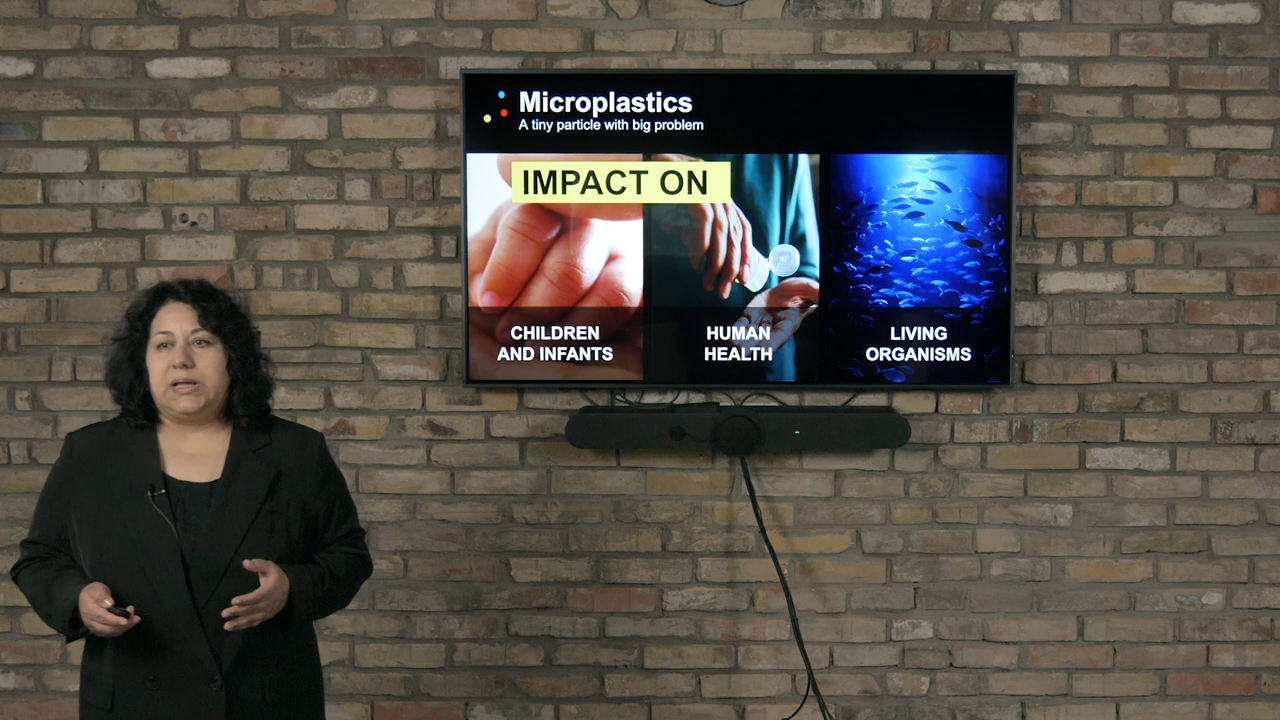 Microplastics
A tiny particle with big problem
IMPACT ON
CHILDREN
AND INFANTS
HUMAN
HEALTH
LIVING
ORGANISMS